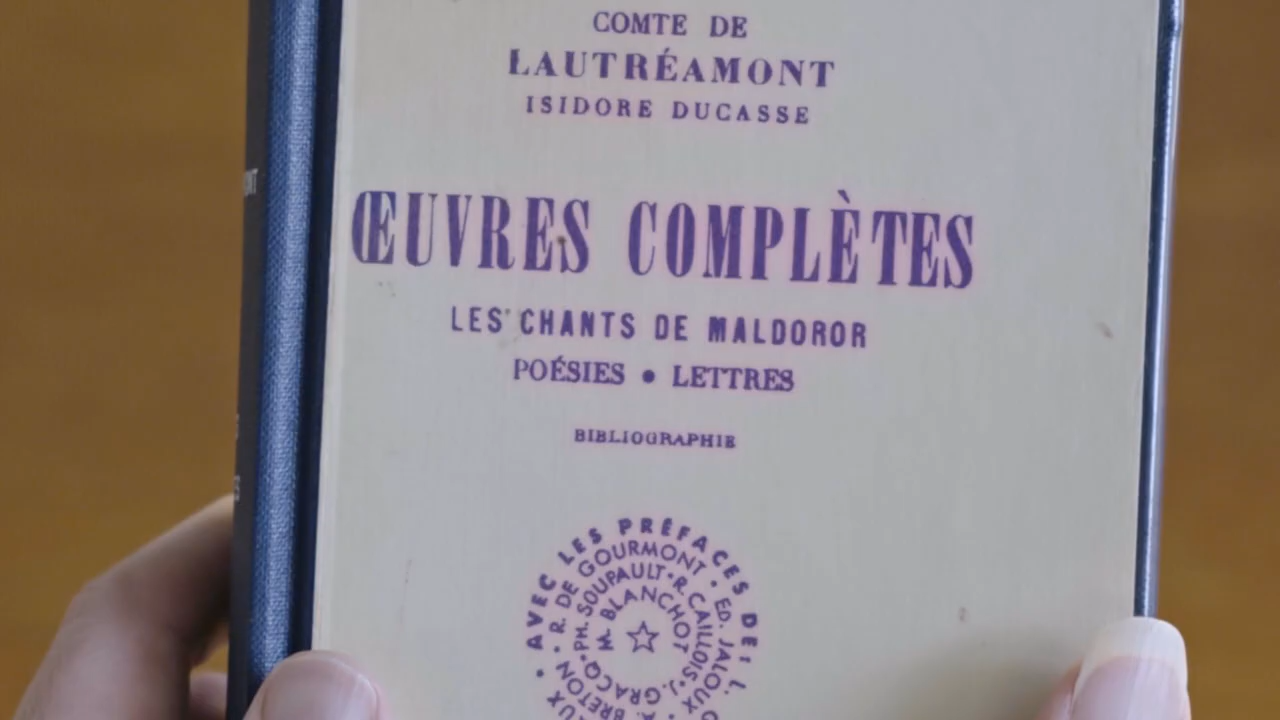 COMTE DE
LAUTRÉAMONT
ISIDORE DUCASSE
ŒUVRES COMPLÈTES
LES CHANTS DE MALDOROR
POÉSIES • LETTRES
BIBLIOGRAPHIE
• AVEC LES PRÉFACES DE: L.
• R. DE GOURMONT • ED. JALOUX
A. BRETON • PH. SOUPAULT • R. CAILLOIS •
J. GRACQ • M. BLANCHOT